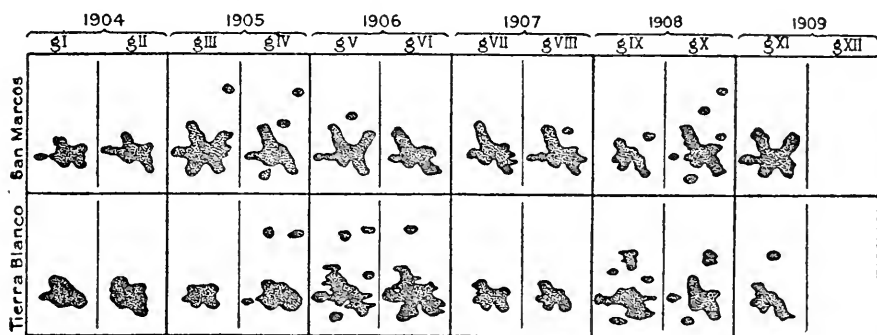 1904 1905 1906 1907 1908 1909
gI gII gIII gIV gV gVI gVII gVIII gIX gX gXI gXII
San Marcos
Tierra Blanco